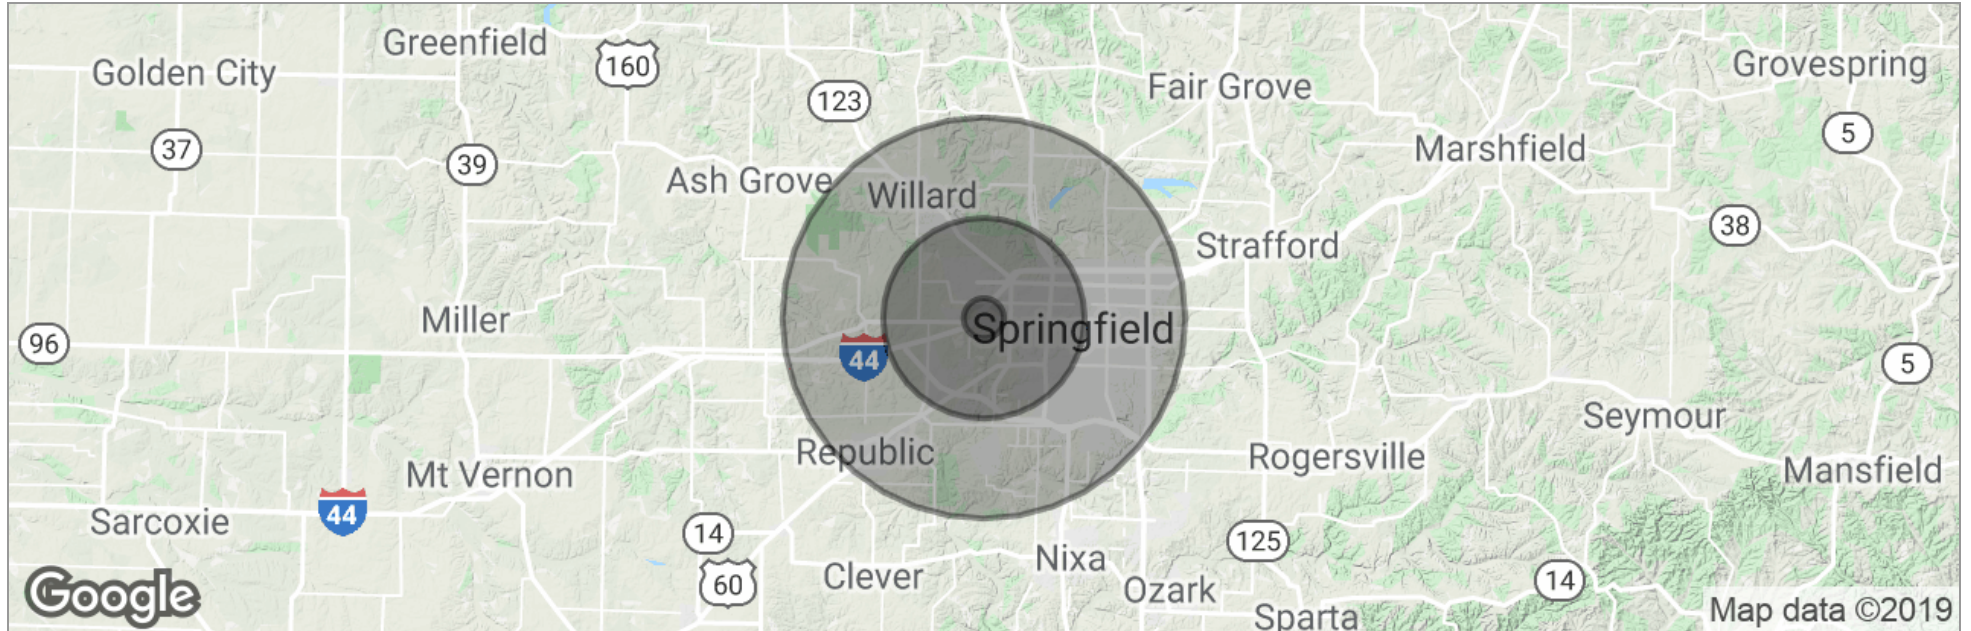 Greenfield
160
Golden City
Grovespring
Fair Grove
123
5
37
39
Marshfield
Ash Grove
Willard
38
Strafford
Miller
Springfield
96
44
5
Seymour
Republic
Rogersville
Mt Vernon
Mansfield
44
Sarcoxie
14
125
Nixa
Clever
60
14
Ozark
Google
Map data ©2019
Sparta